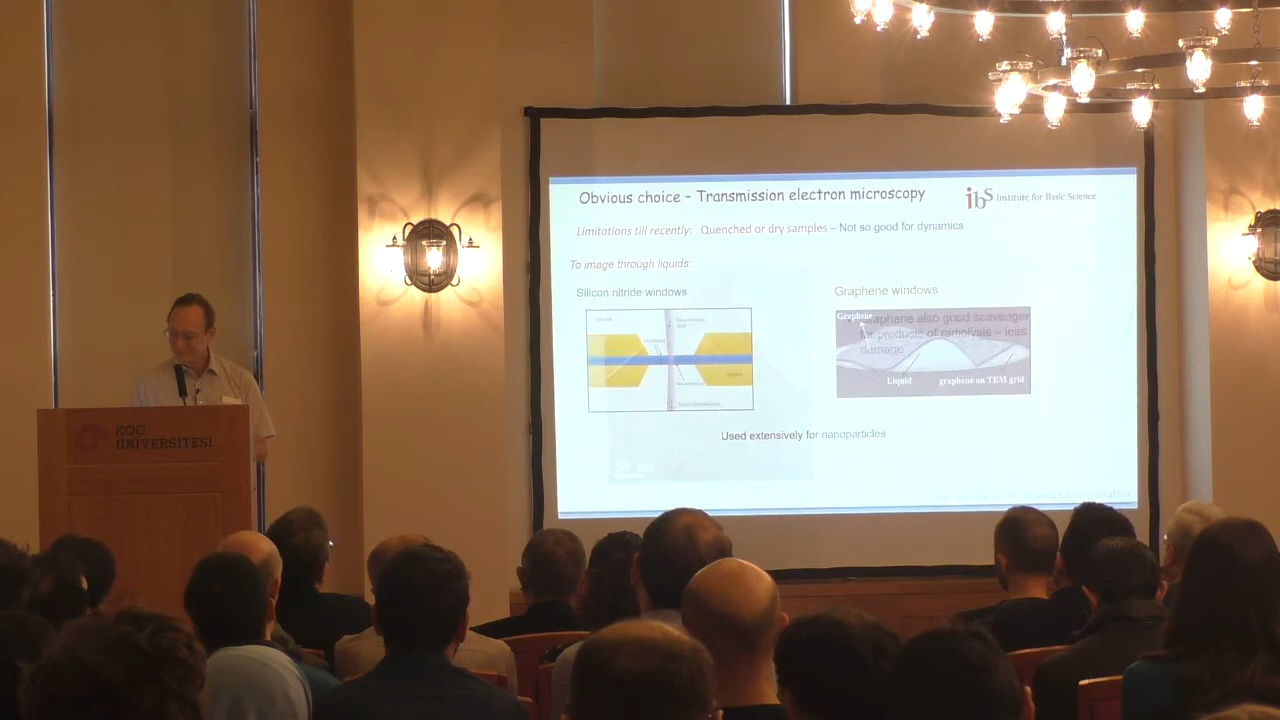 Obvious choice – Transmission electron microscopy
ibs Institute for Basic Science
Limitations till recently: Quenched or dry samples – Not so good for dynamics
To image through liquids:
Silicon nitride windows
Graphene windows
Graphene
Graphene also good scavenger
for products of radiolysis – less
damage
Liquid
graphene on TEM grid
Used extensively for nanoparticles
KOÇ
ÜNİVERSİTESİ